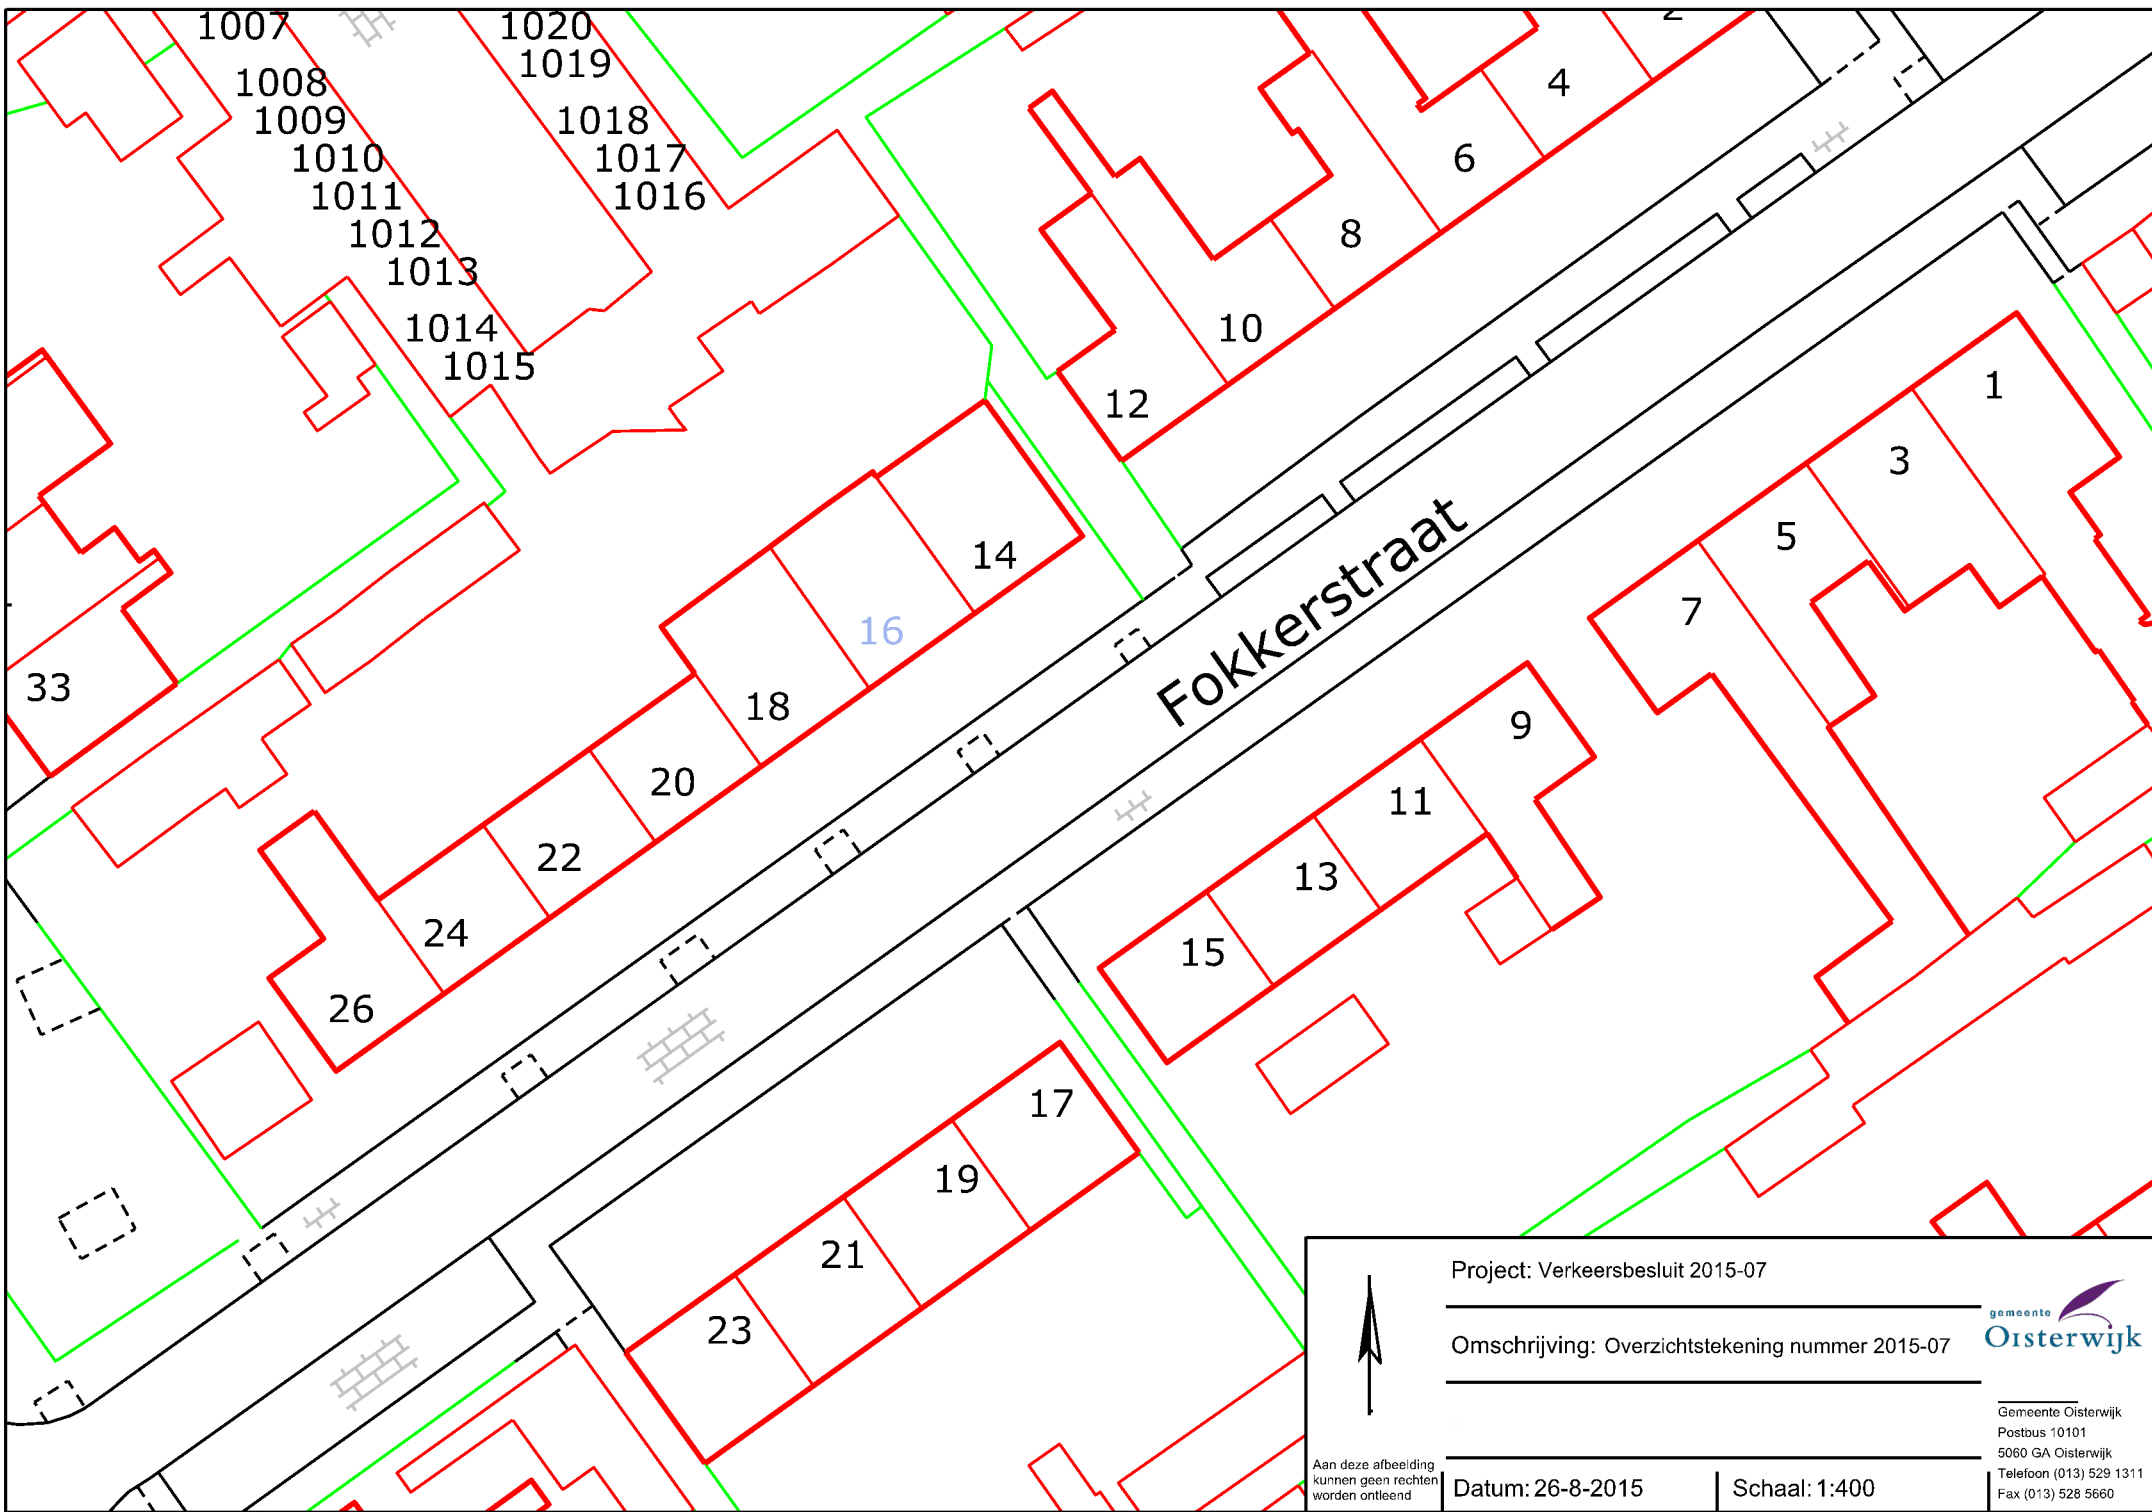 1007
1008
1009
1010
1011
1012
1013
1014
1015
1020
1019
1018
1017
1016
2
4
6
8
10
12
14
16
18
20
22
24
26
33
Fokkerstraat
1
3
5
7
9
11
13
15
17
19
21
23
Project: Verkeersbesluit 2015-07
Omschrijving: Overzichtstekening nummer 2015-07
gemeente
Oisterwijk
Gemeente Oisterwijk
Postbus 10101
5060 GA Oisterwijk
Telefoon (013) 529 1311
Fax (013) 528 5660
Aan deze afbeelding
kunnen geen rechten
worden ontleend
Datum: 26-8-2015
Schaal: 1:400